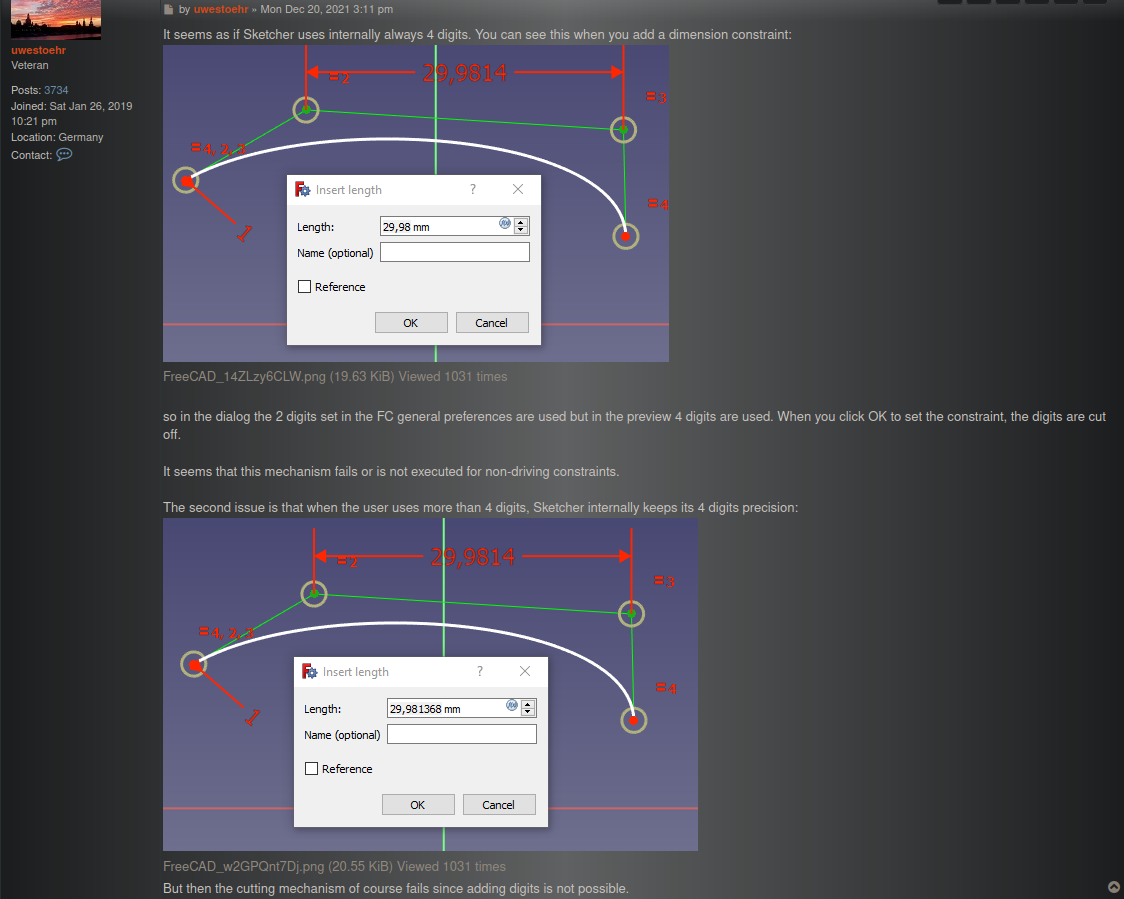 by uwestoehr » Mon Dec 20, 2021 3:11 pm
uwestoehr
Veteran
Posts: 3734
Joined: Sat Jan 26, 2019
10:21 pm
Location: Germany
Contact:
It seems as if Sketcher uses internally always 4 digits. You can see this when you add a dimension constraint:
29,9814
=2
=3
=4, 2, 3
=4
1
Insert length
?
Length:
29,98 mm
Name (optional)
Reference
OK
Cancel
FreeCAD_14ZLzy6CLW.png (19.63 KiB) Viewed 1031 times
so in the dialog the 2 digits set in the FC general preferences are used but in the preview 4 digits are used. When you click OK to set the constraint, the digits are cut
off.
It seems that this mechanism fails or is not executed for non-driving constraints.
The second issue is that when the user uses more than 4 digits, Sketcher internally keeps its 4 digits precision:
29,9814
=2
=3
=4, 2, 3
=4
1
Insert length
?
Length:
29,981368 mm
Name (optional)
Reference
OK
Cancel
FreeCAD_w2GPQnt7Dj.png (20.55 KiB) Viewed 1031 times
But then the cutting mechanism of course fails since adding digits is not possible.